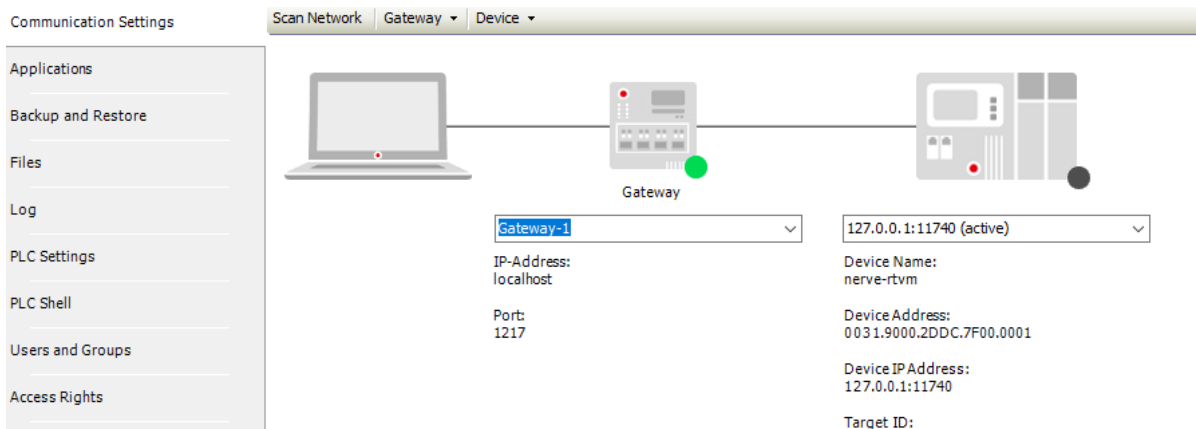 Communication Settings
Scan Network Gateway Device
Applications
Backup and Restore
Files
Log
PLC Settings
PLC Shell
Users and Groups
Access Rights
Gateway
Gateway-1
IP-Address:
localhost
Port:
1217
127.0.0.1:11740 (active)
Device Name:
nerve-rtvm
Device Address:
0031.9000.2DDC.7F00.0001
Device IP Address:
127.0.0.1:11740
Target ID: